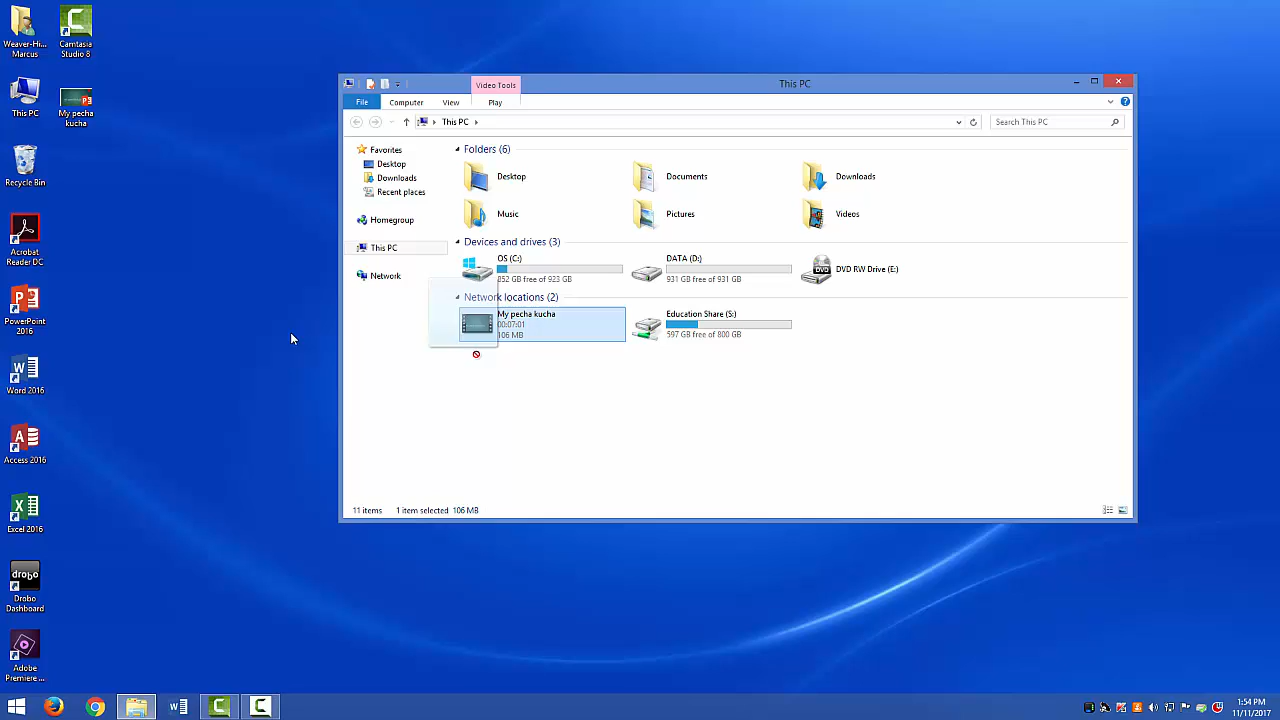 Weaver-Hi...
Marcus
Camtasia
Studio 8
This PC
My pecha
kucha
Recycle Bin
Acrobat
Reader DC
PowerPoint
2016
Word 2016
Access 2016
Excel 2016
drobo
Drobo
Dashboard
Adobe
Premiere ...
Video Tools
This PC
File
Computer
View
Play
This PC
Search This PC
Favorites
Desktop
Downloads
Recent places
Homegroup
This PC
Network
Folders (6)
Desktop
Documents
Downloads
Music
Pictures
Videos
Devices and drives (3)
OS (C:)
852 GB free of 923 GB
DATA (D:)
931 GB free of 931 GB
DVD
DVD RW Drive (E:)
Network locations (2)
My pecha kucha
00:07:01
106 MB
Education Share (S:)
597 GB free of 800 GB
11 items
1 item selected 106 MB
1:54 PM
11/11/2017